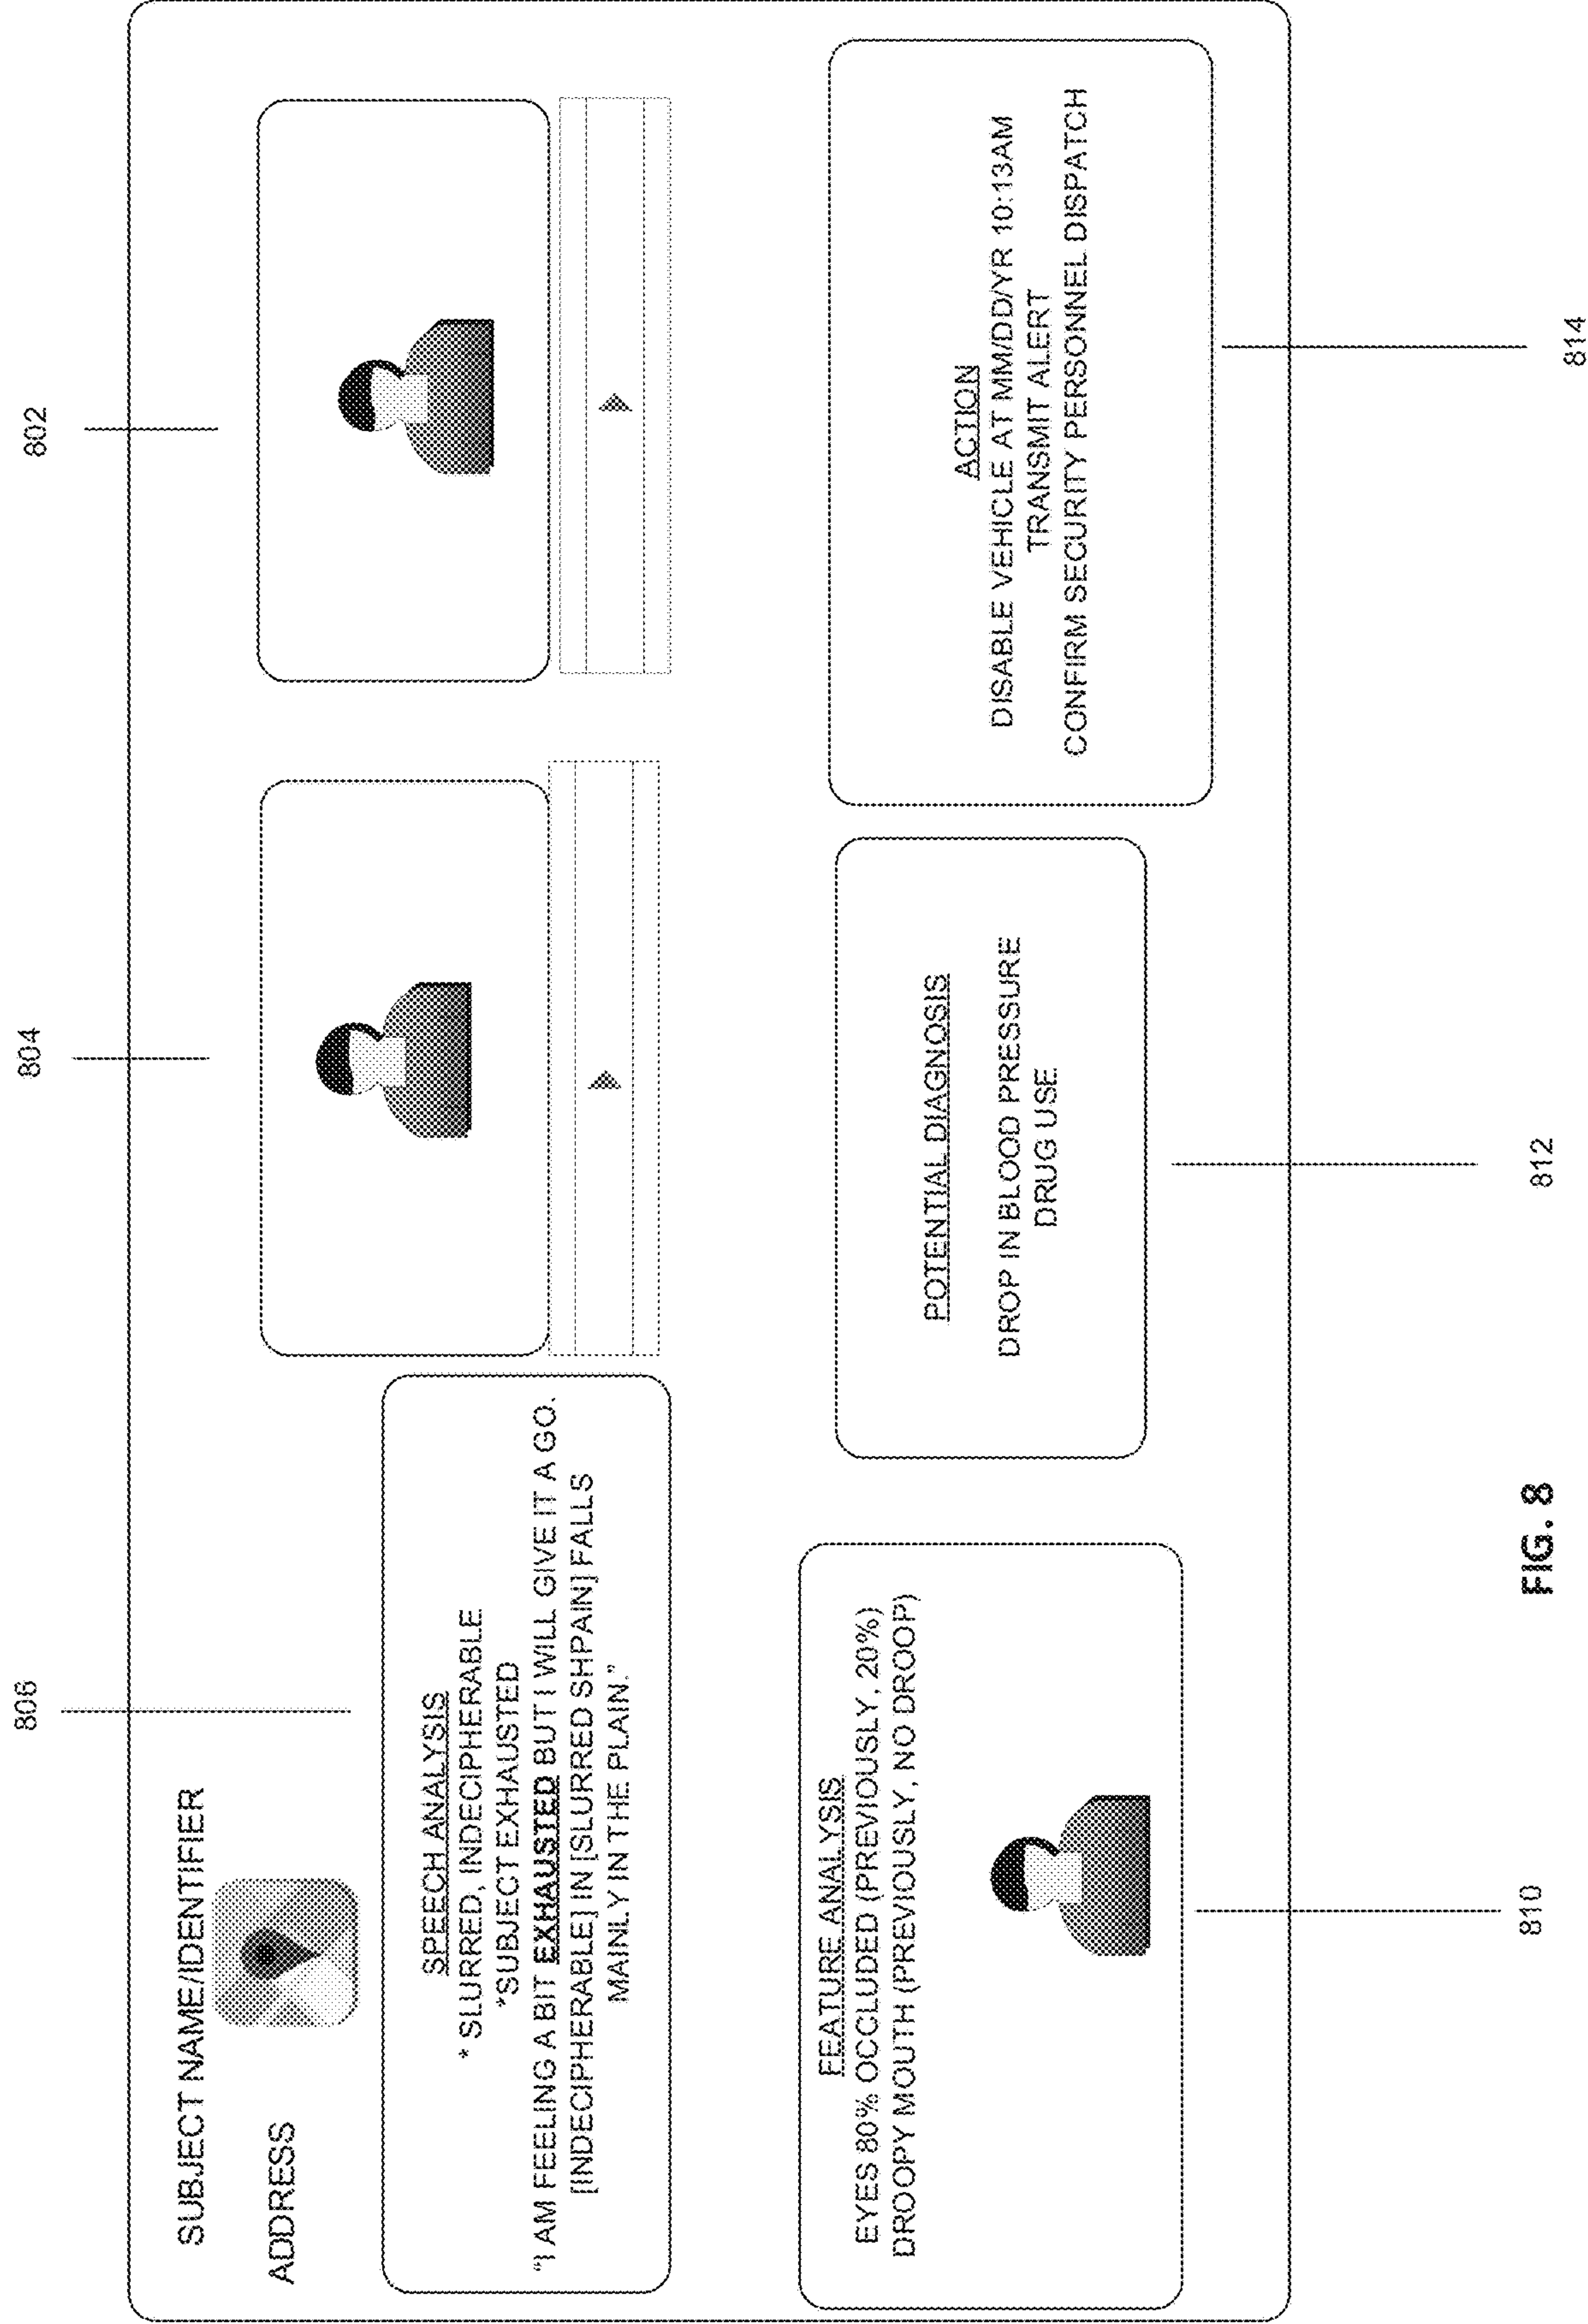 808
804
802
SUBJECT NAME/IDENTIFIER
ADDRESS
SPEECH ANALYSIS
* SLURRED, INDECIPHERABLE
*SUBJECT EXHAUSTED
"I AM FEELING A BIT EXHAUSTED BUT I WILL GIVE IT A GO.
[INDECIPHERABLE] IN [SLURRED SHPAIN] FALLS
MAINLY IN THE PLAIN."
FEATURE ANALYSIS
EYES 80% OCCLUDED (PREVIOUSLY, 20%)
DROOPY MOUTH (PREVIOUSLY, NO DROOP)
POTENTIAL DIAGNOSIS
DROP IN BLOOD PRESSURE
DRUG USE
ACTION
DISABLE VEHICLE AT MM/DD/YR 10:13AM
TRANSMIT ALERT
CONFIRM SECURITY PERSONNEL DISPATCH
810
812
814
FIG. 8